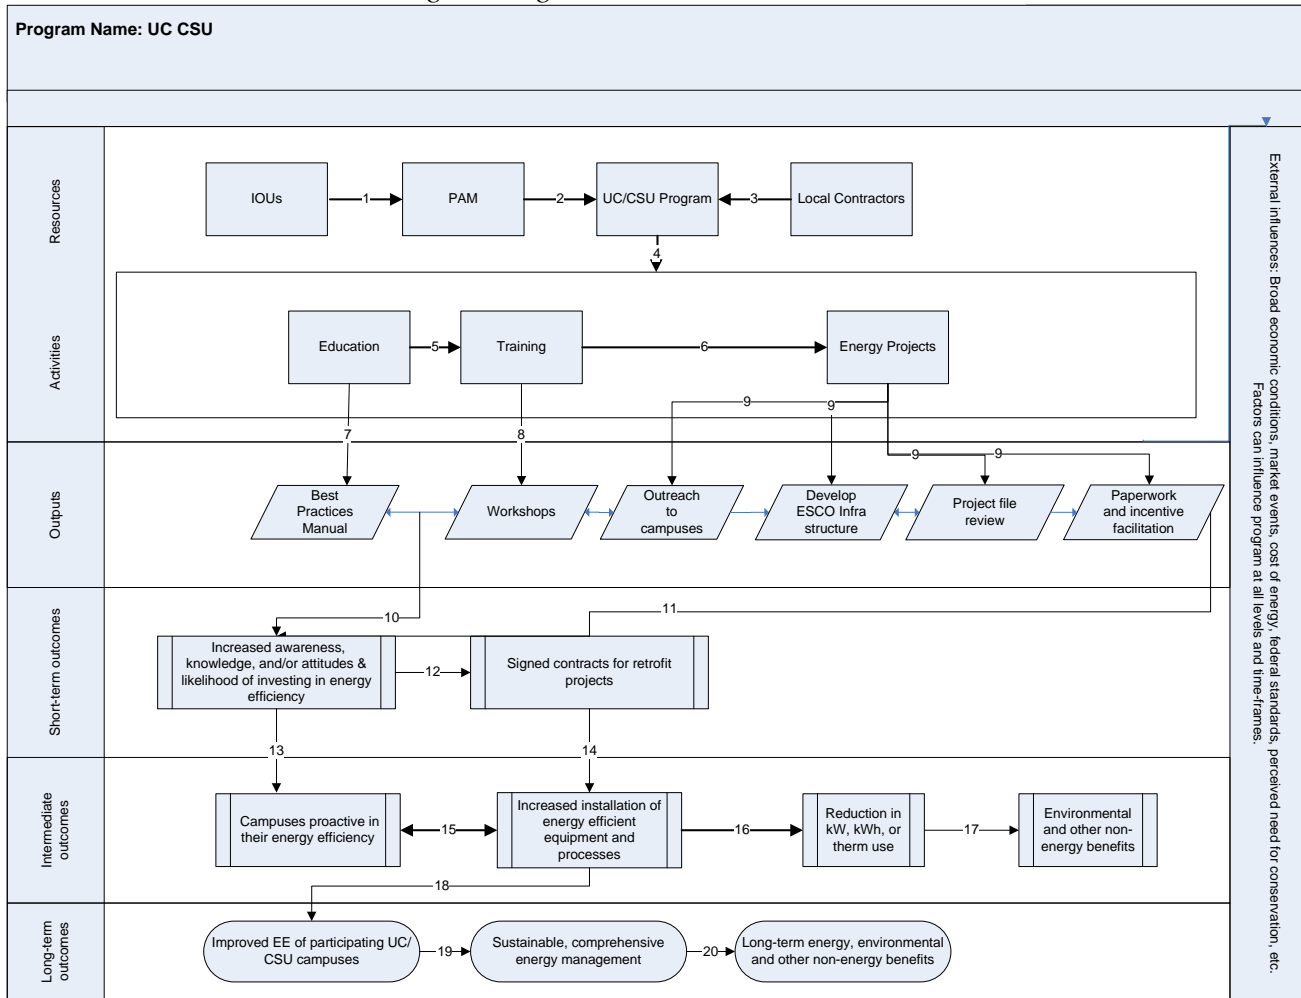 Program Name: UC CSU
Resources
IOUs
1
PAM
2
UC/CSU Program
3
Local Contractors
4
Activities
Education
5
Training
6
Energy Projects
7
8
9
9
9
9
Outputs
Best
Practices
Manual
Workshops
Outreach
to
campuses
Develop
ESCO Infra
structure
Project file
review
Paperwork
and incentive
facilitation
10
11
Short-term outcomes
Increased awareness,
knowledge, and/or attitudes &
likelihood of investing in energy
efficiency
12
Signed contracts for retrofit
projects
13
14
Intermediate
outcomes
Campuses proactive in
their energy efficiency
15
Increased installation of
energy efficient
equipment and
processes
16
Reduction in
kW, kWh, or
therm use
17
Environmental
and other non-
energy benefits
18
Long-term
outcomes
Improved EE of participating UC/
CSU campuses
19
Sustainable, comprehensive
energy management
20
Long-term energy, environmental
and other non-energy benefits
External influences: Broad economic conditions, market events, cost of energy, federal standards, perceived need for conservation, etc.
Factors can influence program at all levels and time-frames.